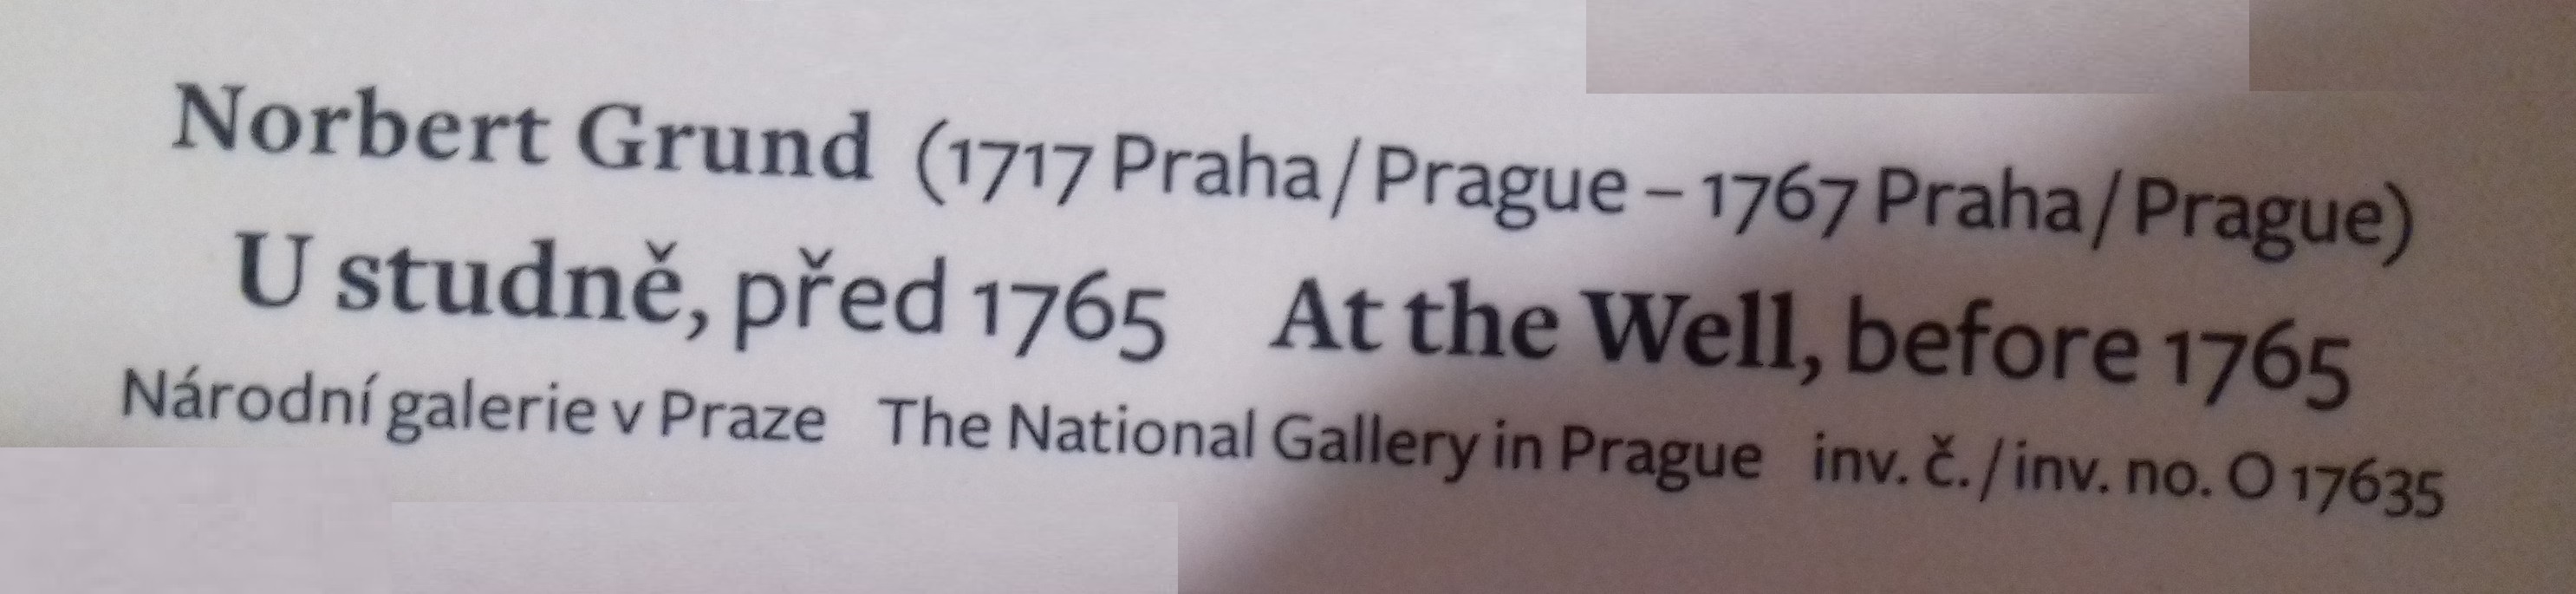 Norbert Grund (1717 Praha/Prague – 1767 Praha/Prague)
U studně, před 1765 At the Well, before 1765
Národní galerie v Praze The National Gallery in Prague inv. č./inv. no. O 17635